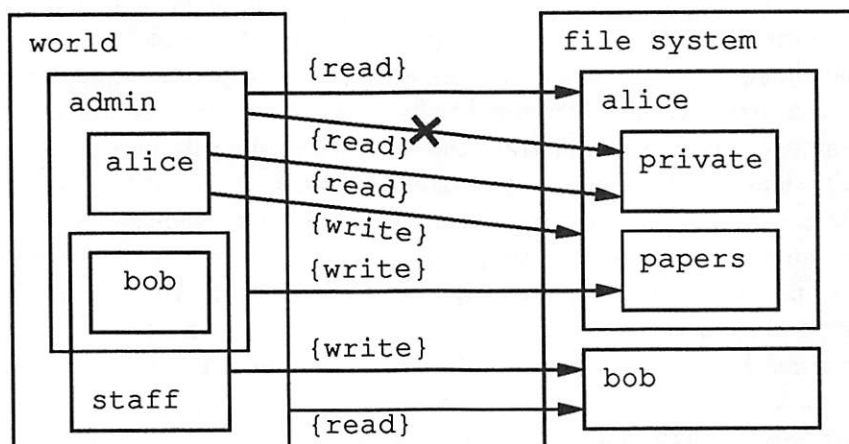 world
file system
{read}
admin
alice
{read}
alice
private
{read}
{write}
papers
bob
{write}
{write}
bob
staff
{read}